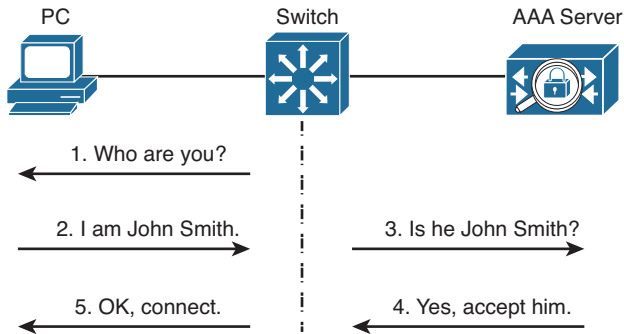 PC
Switch
AAA Server
1. Who are you?
2. I am John Smith.
3. Is he John Smith?
5. OK, connect.
4. Yes, accept him.